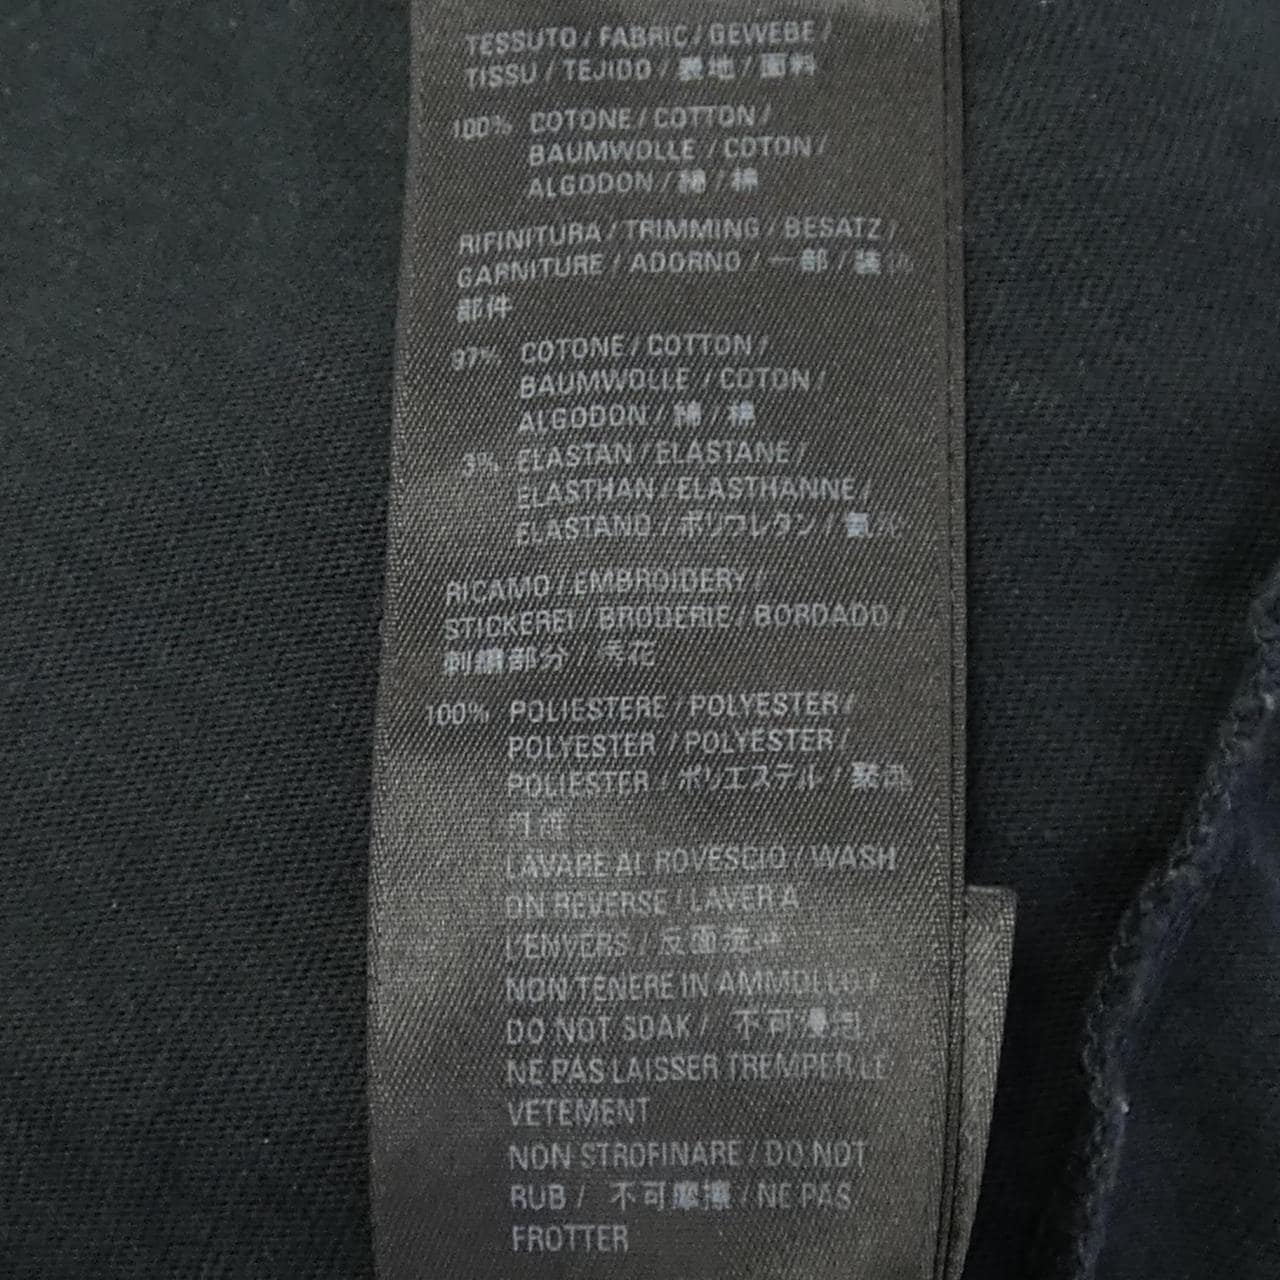 TESSUTO / FABRIC / GEWEBE /
TISSU / TEJIDO / 表地 / 面料
100% COTONE / COTTON /
BAUMWOLLE / COTON /
ALGODON / 綿 / 棉
RIFINITURA / TRIMMING / BESATZ /
GARNITURE / ADORNO / 一部 /
部件
97% COTONE / COTTON /
BAUMWOLLE / COTON /
ALGODON / 綿 / 棉
3% ELASTAN / ELASTANE /
ELASTHAN / ELASTHANNE /
ELASTANO / ポリウレタン / 氨纶
RICAMO / EMBROIDERY /
STICKEREI / BRODERIE / BORDADO /
刺繍部分 / 绣花
100% POLIESTERE / POLYESTER /
POLYESTER / POLYESTER /
POLIESTER / ポリエステル / 聚酯
纤维
LAVARE AL ROVESCIO / WASH
ON REVERSE / LAVER A
L'ENVERS / 反面洗涤
NON TENERE IN AMMOLLO /
DO NOT SOAK / 不可浸泡
NE PAS LAISSER TREMPER LE
VETEMENT
NON STROFINARE / DO NOT
RUB / 不可摩擦 / NE PAS
FROTTER